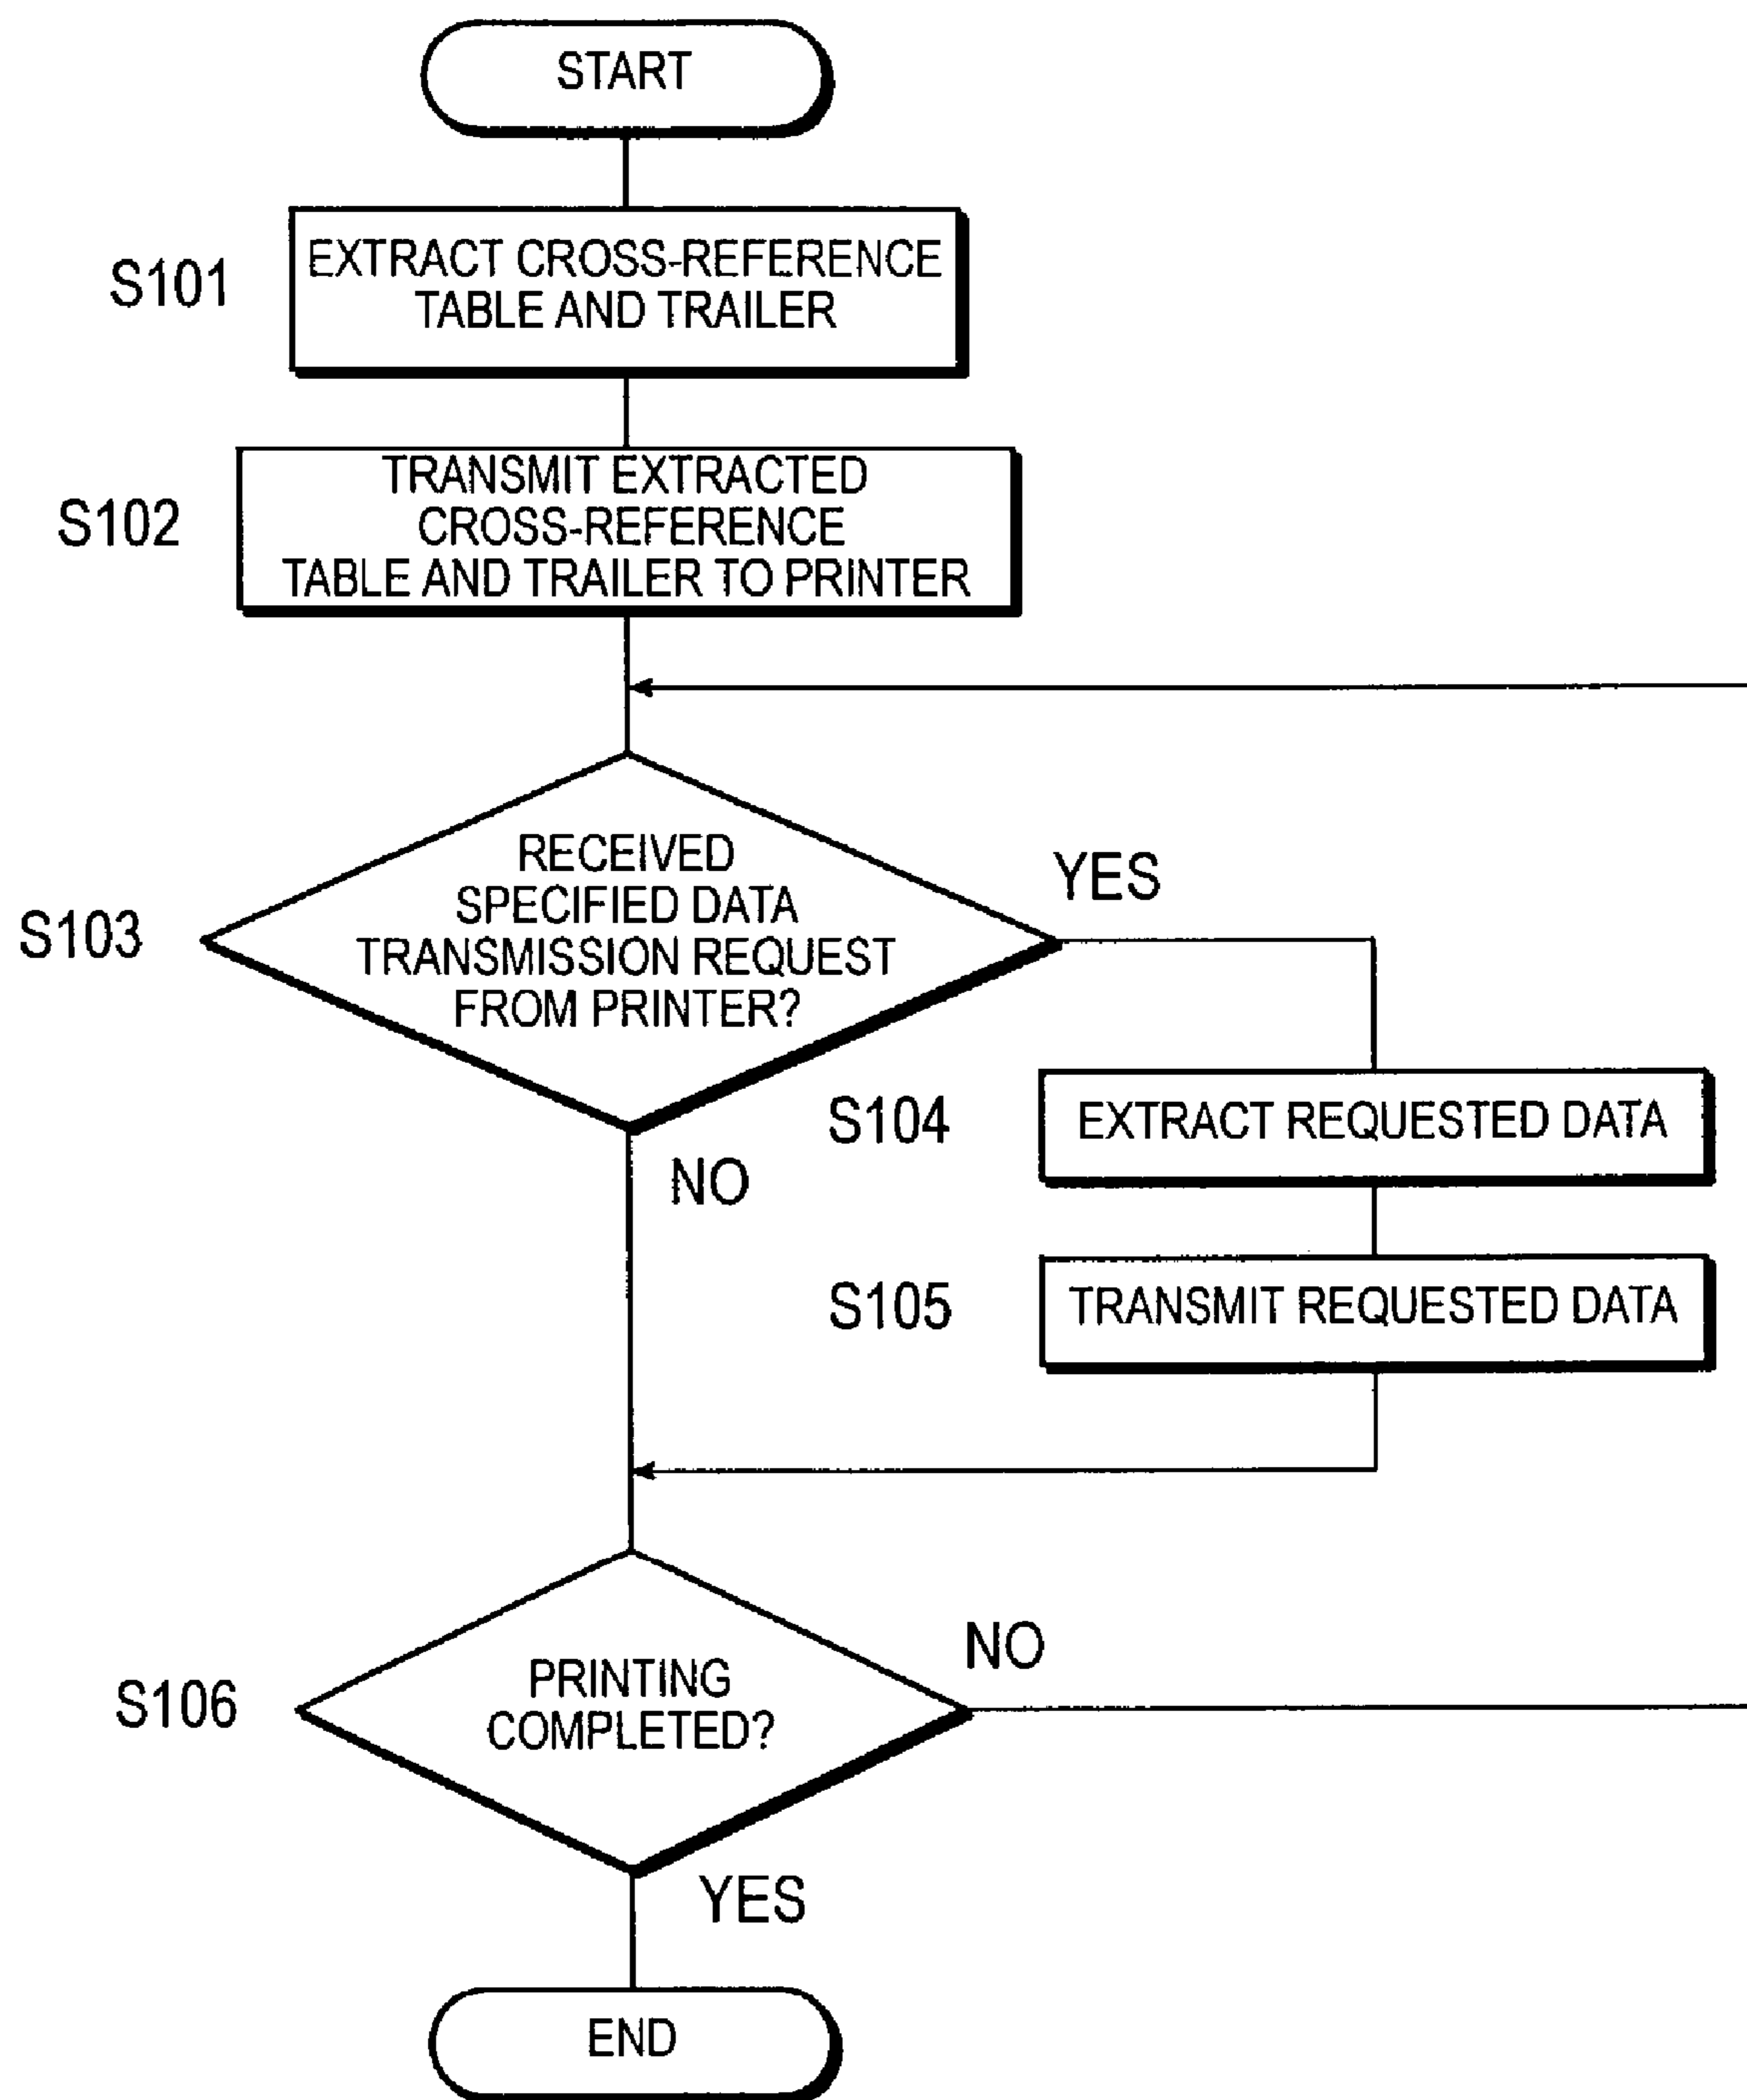 START
S101
EXTRACT CROSS-REFERENCE
TABLE AND TRAILER
S102
TRANSMIT EXTRACTED
CROSS-REFERENCE
TABLE AND TRAILER TO PRINTER
S103
RECEIVED
SPECIFIED DATA
TRANSMISSION REQUEST
FROM PRINTER?
YES
NO
S104
EXTRACT REQUESTED DATA
S105
TRANSMIT REQUESTED DATA
S106
PRINTING
COMPLETED?
NO
YES
END